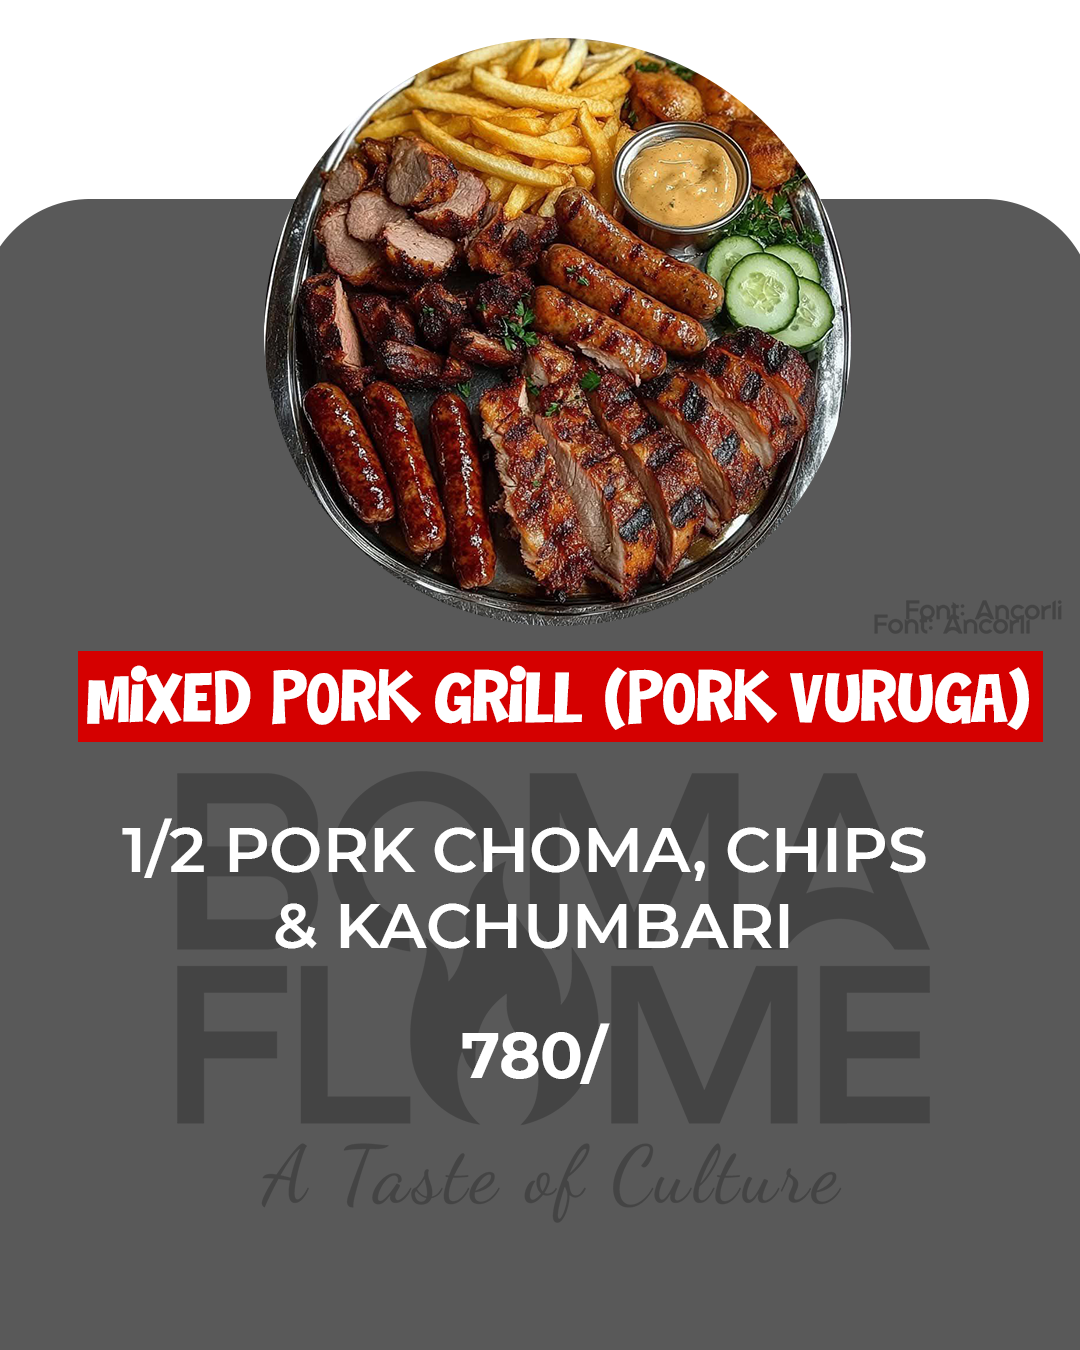 Font: Ancorli
Font: Ancorli
MiXED PORK GRiLL (PORK VURUGA)
BOMA
1/2 PORK CHOMA, CHIPS
& KACHUMBARI
FLAME
780/
A Taste of Culture